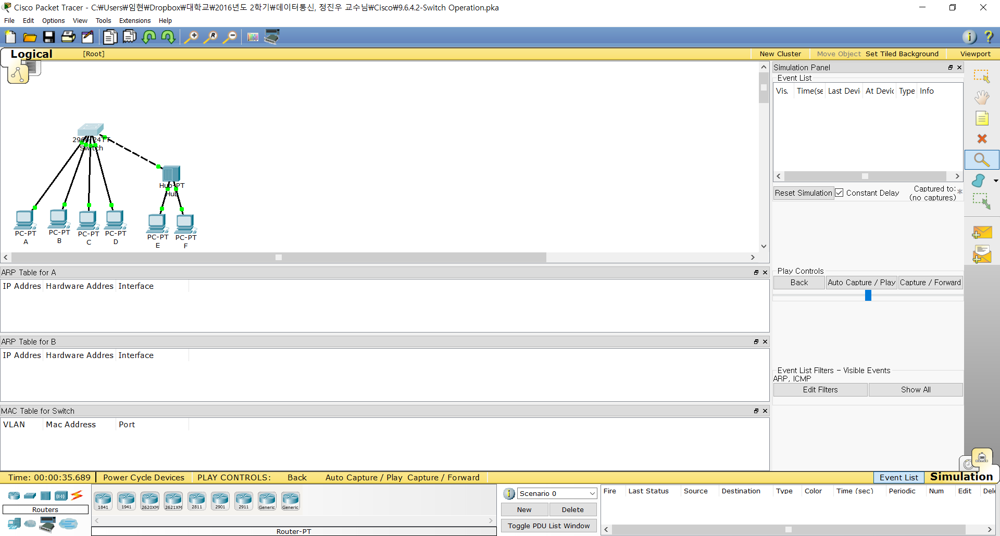 Cisco Packet Tracer - C:₩Users₩임현₩Dropbox₩대학교₩2016년도 2학기₩데이터통신, 정진우 교수님₩Cisco₩9.6.4.2-Switch Operation.pka
File Edit Options View Tools Extensions Help
Logical [Root] New Cluster Move Object Set Tiled Background Viewport
Simulation Panel
Event List
Vis. Time(se Last Devi At Devic Type Info
2960-24TT
Switch
Hub-PT
Hub
PC-PT
A
PC-PT
B
PC-PT
C
PC-PT
D
PC-PT
E
PC-PT
F
Reset Simulation Constant Delay Captured to:
(no captures) *
Play Controls
Back Auto Capture / Play Capture / Forward
Event List Filters - Visible Events
ARP, ICMP
Edit Filters Show All
ARP Table for A
IP Addres Hardware Addres Interface
ARP Table for B
IP Addres Hardware Addres Interface
MAC Table for Switch
VLAN Mac Address Port
Time: 00:00:35.689 Power Cycle Devices PLAY CONTROLS: Back Auto Capture / Play Capture / Forward Event List Simulation
Routers
1841 1941 2620XM 2621XM 2811 2901 2911 Generic Generic
Router-PT
Scenario 0
New Delete
Toggle PDU List Window
Fire Last Status Source Destination Type Color Time (sec) Periodic Num Edit Dele